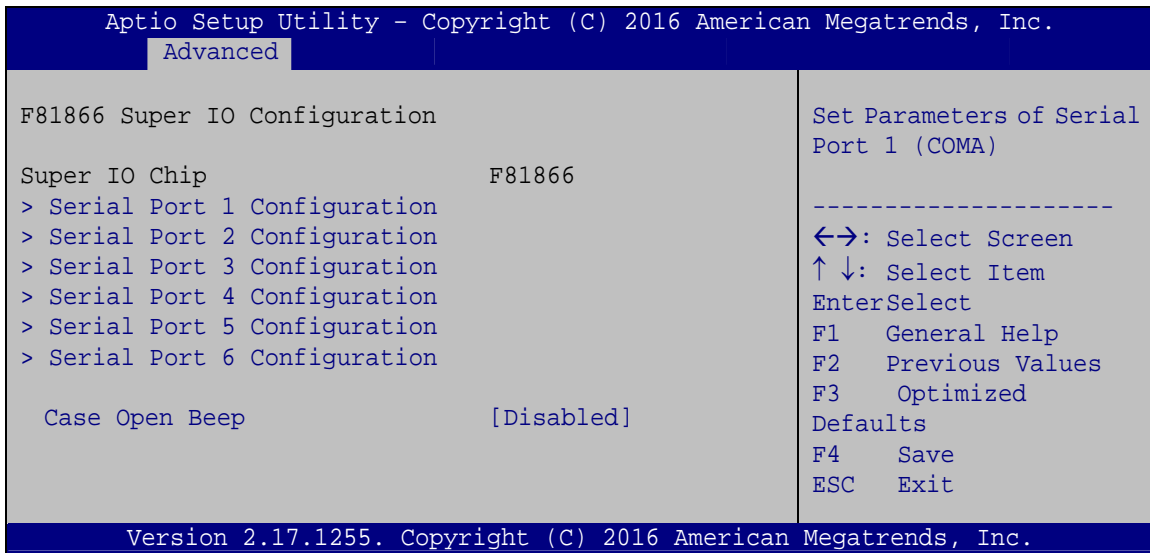 Aptio Setup Utility – Copyright (C) 2016 American Megatrends, Inc.
Advanced
F81866 Super IO Configuration
Super IO Chip F81866
> Serial Port 1 Configuration
> Serial Port 2 Configuration
> Serial Port 3 Configuration
> Serial Port 4 Configuration
> Serial Port 5 Configuration
> Serial Port 6 Configuration
Case Open Beep [Disabled]
Set Parameters of Serial
Port 1 (COMA)
---------------------
←→: Select Screen
↑ ↓: Select Item
EnterSelect
F1 General Help
F2 Previous Values
F3 Optimized
Defaults
F4 Save
ESC Exit
Version 2.17.1255. Copyright (C) 2016 American Megatrends, Inc.